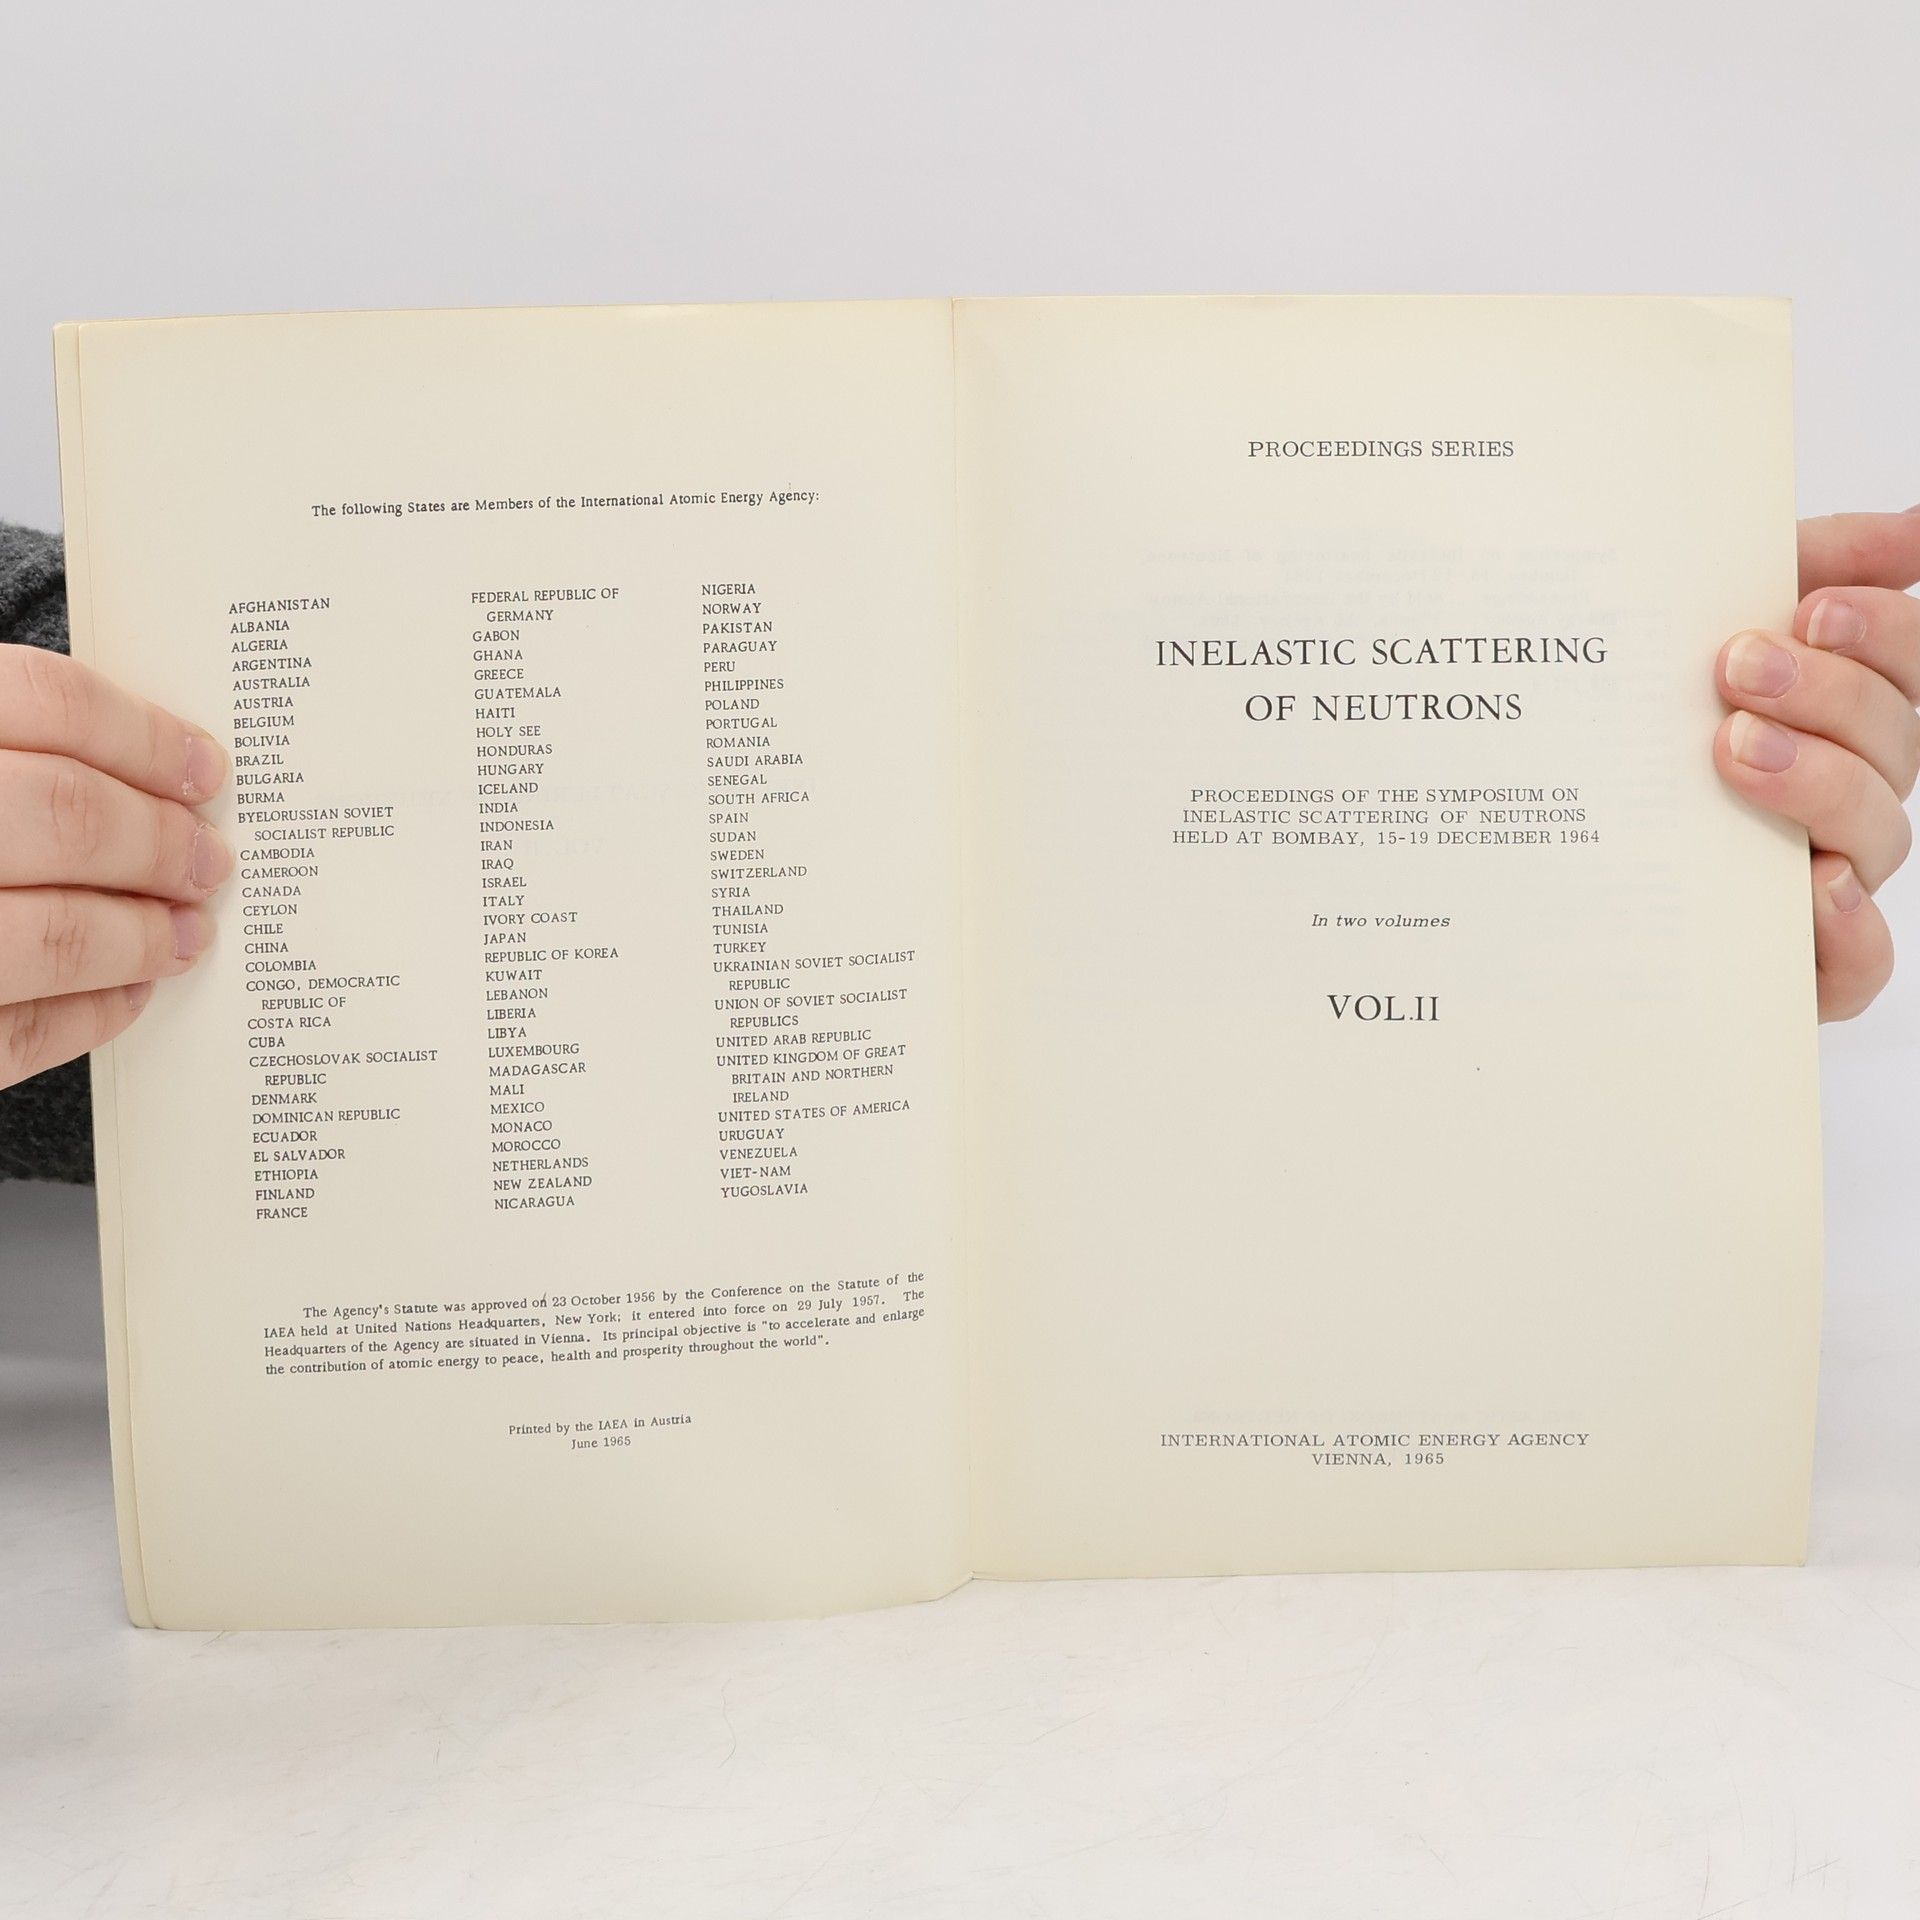 The following States are Members of the International Atomic Energy Agency:
AFGHANISTAN
ALBANIA
ALGERIA
ARGENTINA
AUSTRALIA
AUSTRIA
BELGIUM
BOLIVIA
BRAZIL
BULGARIA
BURMA
BYELORUSSIAN SOVIET
SOCIALIST REPUBLIC
CAMBODIA
CAMEROON
CANADA
CEYLON
CHILE
CHINA
COLOMBIA
CONGO, DEMOCRATIC
REPUBLIC OF
COSTA RICA
CUBA
CZECHOSLOVAK SOCIALIST
REPUBLIC
DENMARK
DOMINICAN REPUBLIC
ECUADOR
EL SALVADOR
ETHIOPIA
FINLAND
FRANCE
FEDERAL REPUBLIC OF
GERMANY
GABON
GHANA
GREECE
GUATEMALA
HAITI
HOLY SEE
HONDURAS
HUNGARY
ICELAND
INDIA
INDONESIA
IRAN
IRAQ
ISRAEL
ITALY
IVORY COAST
JAPAN
REPUBLIC OF KOREA
KUWAIT
LEBANON
LIBERIA
LIBYA
LUXEMBOURG
MADAGASCAR
MALI
MEXICO
MONACO
MOROCCO
NETHERLANDS
NEW ZEALAND
NICARAGUA
NIGERIA
NORWAY
PAKISTAN
PARAGUAY
PERU
PHILIPPINES
POLAND
PORTUGAL
ROMANIA
SAUDI ARABIA
SENEGAL
SOUTH AFRICA
SPAIN
SUDAN
SWEDEN
SWITZERLAND
SYRIA
THAILAND
TUNISIA
TURKEY
UKRAINIAN SOVIET SOCIALIST
REPUBLIC
UNION OF SOVIET SOCIALIST
REPUBLICS
UNITED ARAB REPUBLIC
UNITED KINGDOM OF GREAT
BRITAIN AND NORTHERN
IRELAND
UNITED STATES OF AMERICA
URUGUAY
VENEZUELA
VIET-NAM
YUGOSLAVIA
The Agency's Statute was approved on 23 October 1956 by the Conference on the Statute of the
IAEA held at United Nations Headquarters, New York; it entered into force on 29 July 1957. The
Headquarters of the Agency are situated in Vienna. Its principal objective is "to accelerate and enlarge
the contribution of atomic energy to peace, health and prosperity throughout the world".
Printed by the IAEA in Austria
June 1965
PROCEEDINGS SERIES
INELASTIC SCATTERING
OF NEUTRONS
PROCEEDINGS OF THE SYMPOSIUM ON
INELASTIC SCATTERING OF NEUTRONS
HELD AT BOMBAY, 15-19 DECEMBER 1964
In two volumes
VOL.II
INTERNATIONAL ATOMIC ENERGY AGENCY
VIENNA, 1965